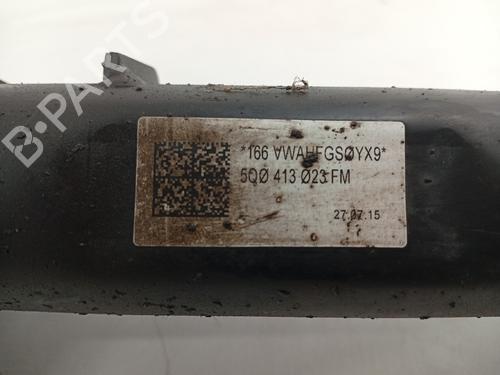 B-PARTS
*166 VWAHFGSØYX9*
5QØ 413 Ø23 FM
27.07.15